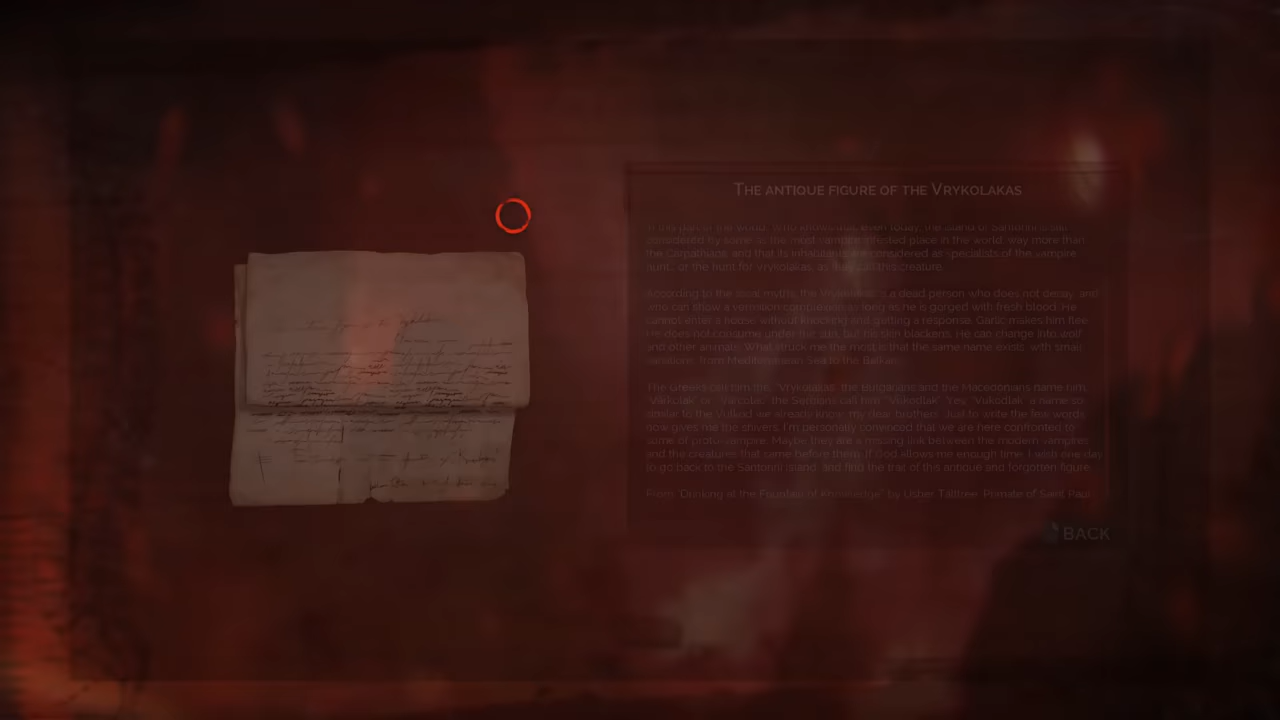 The antique figure of the Vrykolakas
In this part of the world, who knows that even today, the island of Santorini still
considered by some as the most vampire infested place in the world, way more than
the Carpathians, and that its inhabitants are considered as specialists of the vampire
hunt, or the hunt for Vrykolakas, as they call this creature.
According to the local myths, the Vrykolakas is a dead person who does not decay, and
who can show a vermilion complexion as long as he is gorged with fresh blood. He
cannot enter a house without knocking and getting a response. Garlic makes him flee
does not consume under the sun, but his skin blackens. He can change into wolf
and other animals. What struck me the most is that the same name exists, with small
variations, from Mediterranean Sea to the Balkans.
The Greeks call him the "Vrykolakas" the Bulgarians and the Macedonians name him
the Serbians call him "Vukodlak". Yes, "Vukodlak" a name so
similar to the Vulkod we already know, my dear brothers. Just to write the few words
now gives me the shivers. I'm personally convinced that we are here confronted to
some of proto-vampire. Maybe they are a missing link between the modern vampires
and the creatures that came before them. If God allows me enough time, I wish one day
to go back to the Santorini island, and find the trail of this antique and forgotten figure.
From "Drinking at the Fountain of Knowledge" by Usher Talltree, Primate of Saint Paul
BACK